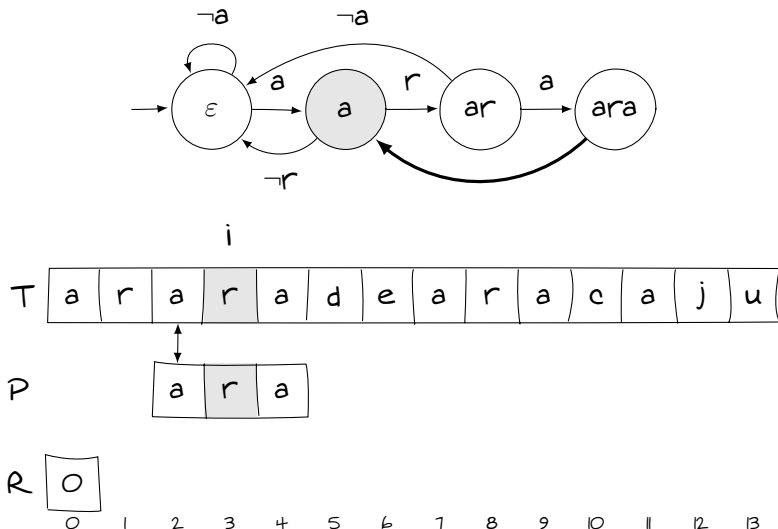 ¬a ¬a
ε a a r ar a ara
¬r
i
T a r a r a d e a r a c a j u
P a r a
R 0
0 1 2 3 4 5 6 7 8 9 10 11 12 13